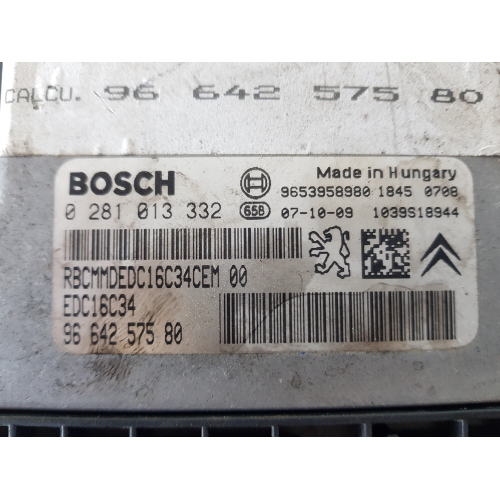 CALCU. 96 642 575 80
BOSCH
Made in Hungary
9653958980 1845 0708
0 281 013 332 658 07-10-09 1039S18944
RBCMMDEDC16C34CEM 00
EDC16C34
96 642 575 80